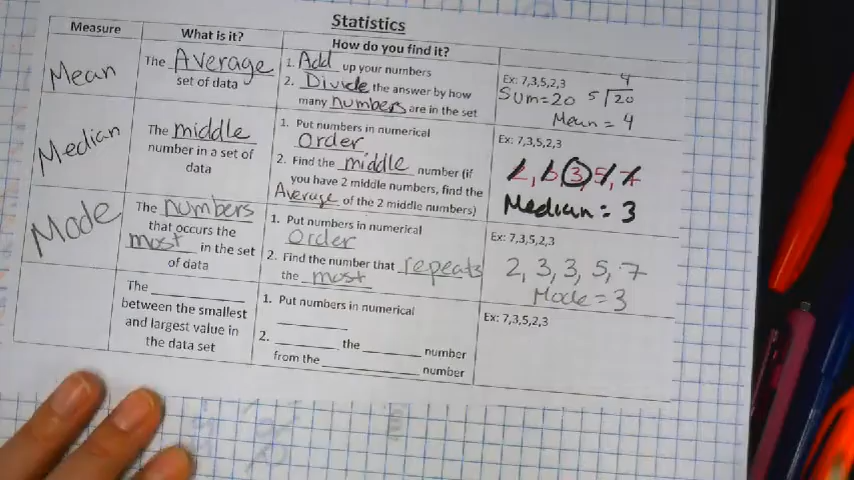 Statistics
Measure
What is it?
How do you find it?
Mean
The Average
set of data
1. Add up your numbers
2. Divide the answer by how
many numbers are in the set
Ex: 7,3,5,2,3
Sum=20
4
5 20
Mean = 4
Median
The middle
number in a set of
data
1. Put numbers in numerical
Order
2. Find the middle number (if
you have 2 middle numbers, find the
Average of the 2 middle numbers)
Ex: 7,3,5,2,3
3, 5, 7
Median = 3
Mode
The numbers
that occurs the
most in the set
of data
1. Put numbers in numerical
Order
2. Find the number that repeats
the most
Ex: 7,3,5,2,3
2, 3, 3, 5, 7
Mode = 3
The ____________
between the smallest
and largest value in
the data set
1. Put numbers in numerical
____________
2. ____________ the ____________ number
from the ____________ number
Ex: 7,3,5,2,3